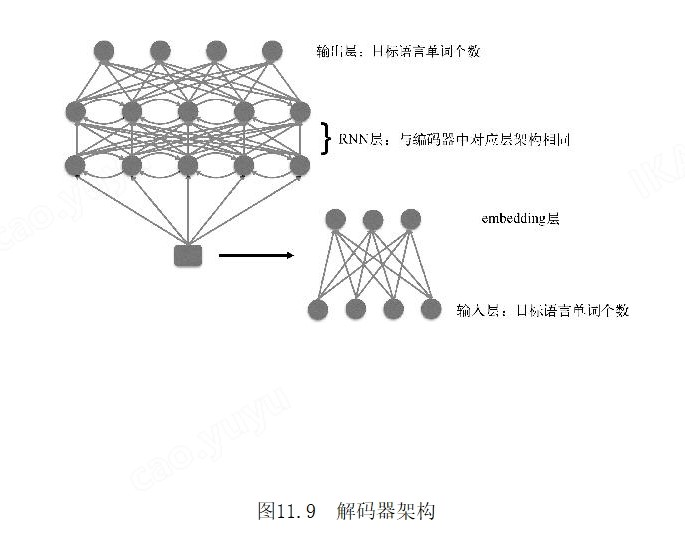 输出层：目标语言单词个数
RNN层：与编码器中对应层架构相同
embedding层
输入层：目标语言单词个数
cao.yuyu
图11.9 解码器架构